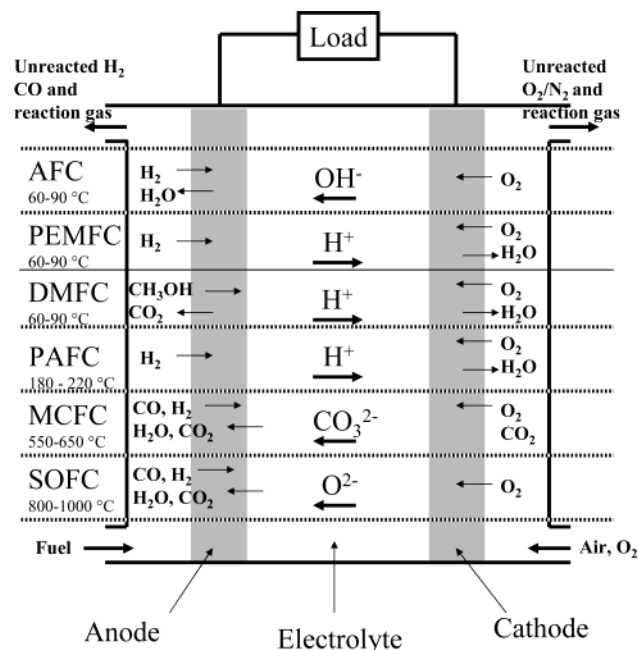 Load
Unreacted H₂
CO and
reaction gas
Unreacted
O₂/N₂ and
reaction gas
AFC
60-90 °C
H₂
H₂O
OH⁻
O₂
PEMFC
60-90 °C
H₂
H⁺
O₂
H₂O
DMFC
60-90 °C
CH₃OH
CO₂
H⁺
O₂
H₂O
PAFC
180 - 220 °C
H₂
H⁺
O₂
H₂O
MCFC
550-650 °C
CO, H₂
H₂O, CO₂
CO₃²⁻
O₂
CO₂
SOFC
800-1000 °C
CO, H₂
H₂O, CO₂
O²⁻
O₂
Fuel
Air, O₂
Anode
Electrolyte
Cathode